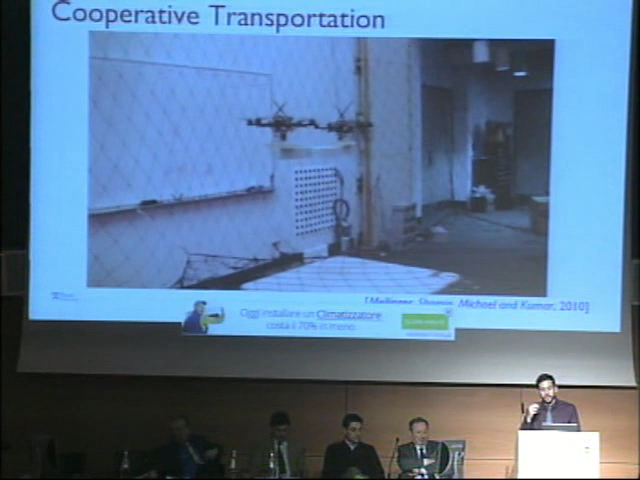 Cooperative Transportation
[Mellinger, Shomin, Michael and Kumar, 2010]
Oggi installare un Climatizzatore
costa il 70% in meno.